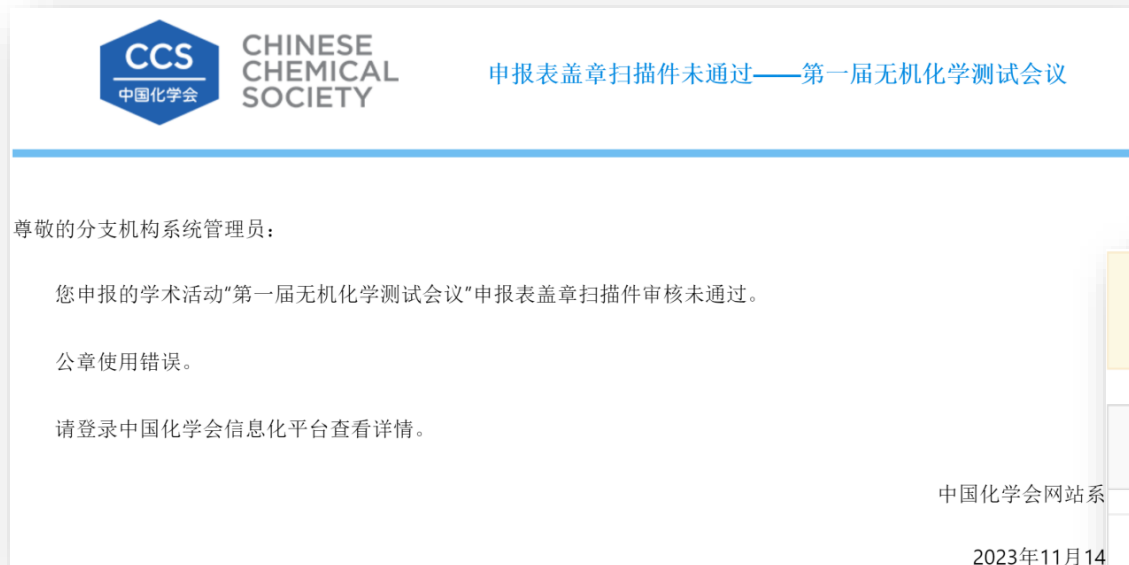 CCS
中国化学会
CHINESE
CHEMICAL
SOCIETY
申报表盖章扫描件未通过——第一届无机化学测试会议
尊敬的分支机构系统管理员：
您申报的学术活动“第一届无机化学测试会议”申报表盖章扫描件审核未通过。
公章使用错误。
请登录中国化学会信息化平台查看详情。
中国化学会网站系
2023年11月14